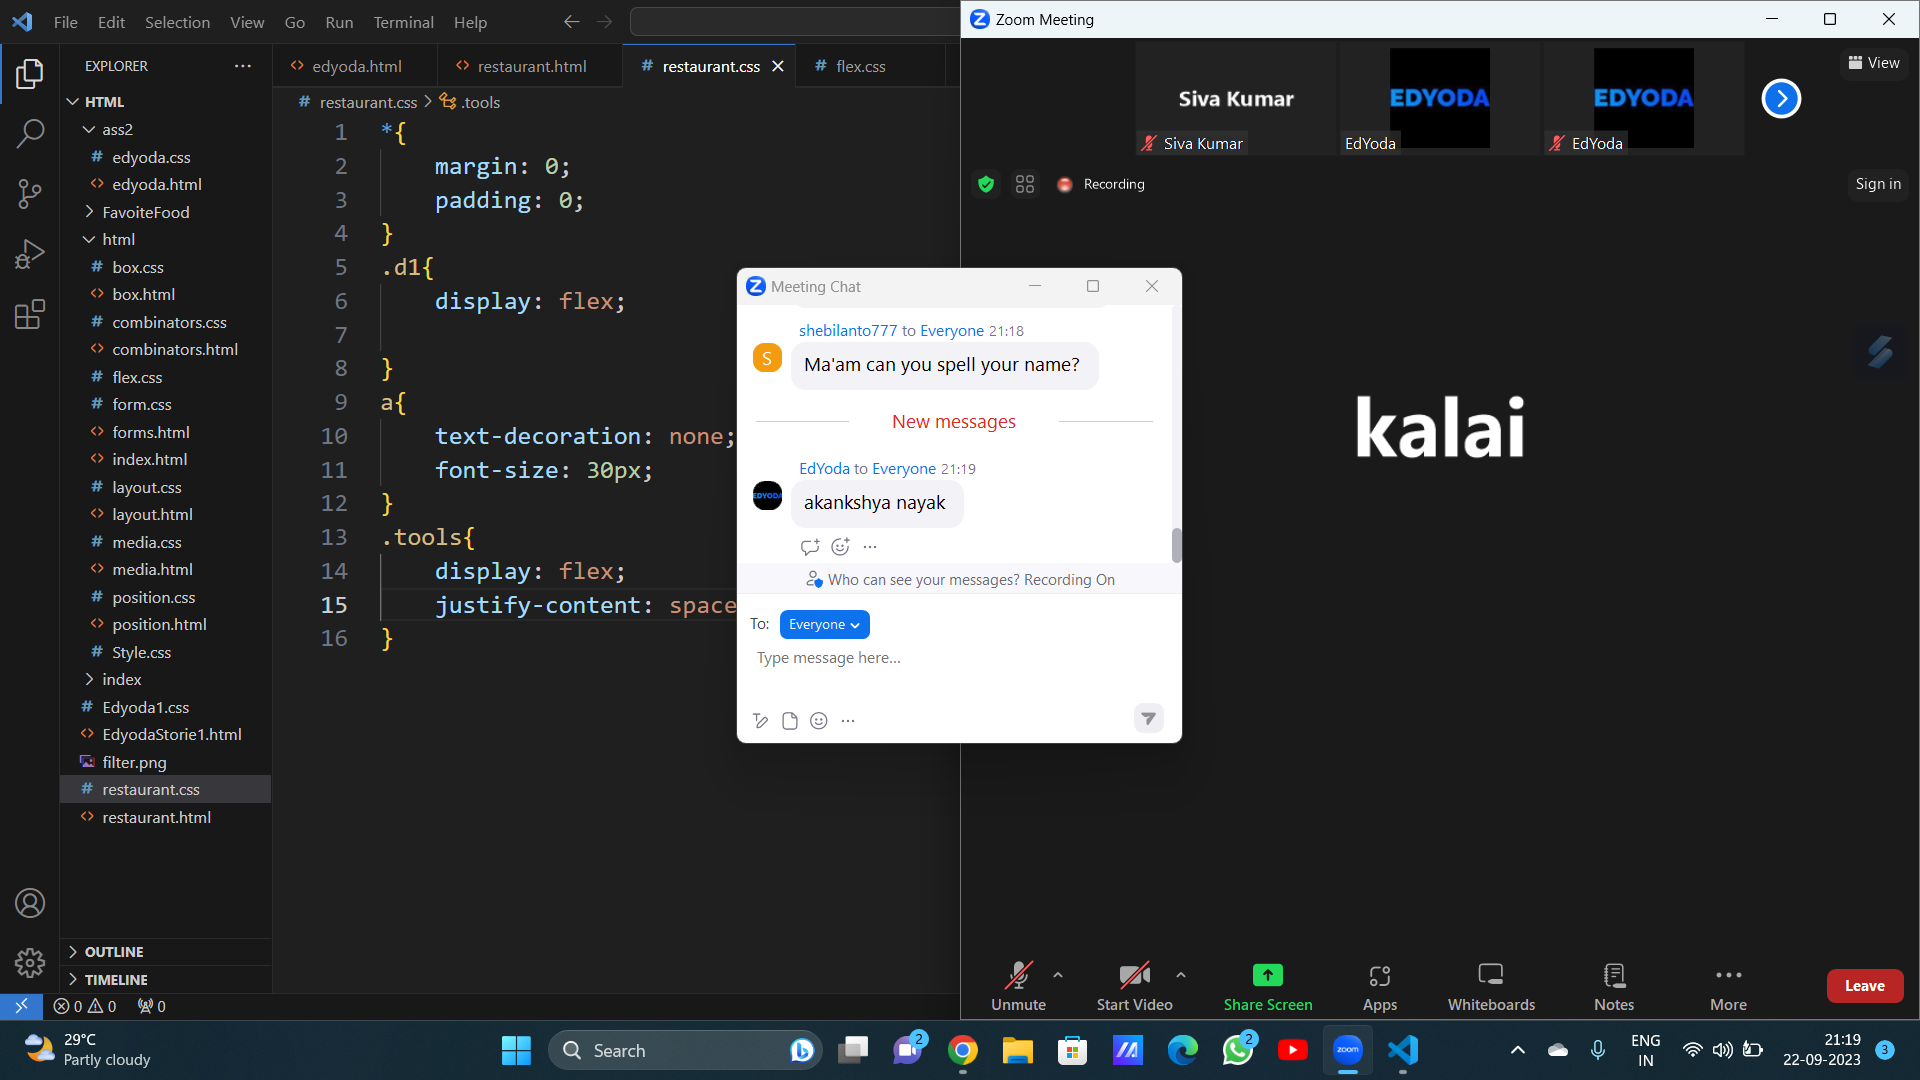 File Edit Selection View Go Run Terminal Help
EXPLORER
HTML
ass2
edyoda.css
edyoda.html
FavoiteFood
html
box.css
box.html
combinators.css
combinators.html
flex.css
form.css
forms.html
index.html
layout.css
layout.html
media.css
media.html
position.css
position.html
Style.css
index
Edyoda1.css
EdyodaStorie1.html
filter.png
restaurant.css
restaurant.html
OUTLINE
TIMELINE
edyoda.html restaurant.html restaurant.css flex.css
restaurant.css > .tools
1 *{
2 margin: 0;
3 padding: 0;
4 }
5 .d1{
6 display: flex;
7
8 }
9 a{
10 text-decoration: none;
11 font-size: 30px;
12 }
13 .tools{
14 display: flex;
15 justify-content: space
16 }
0 0 0
Zoom Meeting
View
Siva Kumar
Siva Kumar
EDYODA
EdYoda
EDYODA
EdYoda
Recording
Sign in
kalai
Meeting Chat
shebilanto777 to Everyone 21:18
S
Ma'am can you spell your name?
New messages
EdYoda to Everyone 21:19
EDYODA
akankshya nayak
Who can see your messages? Recording On
To: Everyone
Type message here...
Unmute
Start Video
Share Screen
Apps
Whiteboards
Notes
More
Leave
29°C
Partly cloudy
Search
2
2
zoom
ENG
IN
21:19
22-09-2023
3